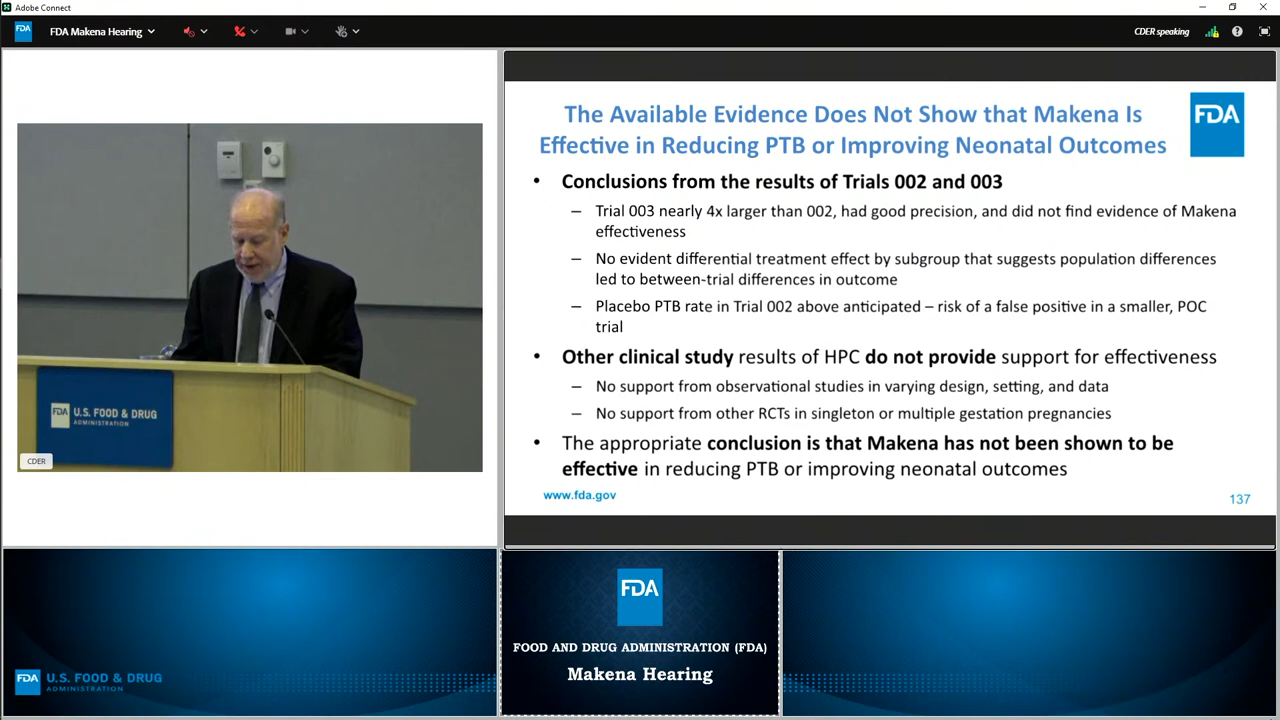 Adobe Connect
FDA
FDA Makena Hearing
CDER speaking
The Available Evidence Does Not Show that Makena Is
Effective in Reducing PTB or Improving Neonatal Outcomes
FDA
• Conclusions from the results of Trials 002 and 003
– Trial 003 nearly 4x larger than 002, had good precision, and did not find evidence of Makena
effectiveness
– No evident differential treatment effect by subgroup that suggests population differences
led to between-trial differences in outcome
– Placebo PTB rate in Trial 002 above anticipated – risk of a false positive in a smaller, POC
trial
• Other clinical study results of HPC do not provide support for effectiveness
– No support from observational studies in varying design, setting, and data
– No support from other RCTs in singleton or multiple gestation pregnancies
• The appropriate conclusion is that Makena has not been shown to be
effective in reducing PTB or improving neonatal outcomes
www.fda.gov
137
FDA U.S. FOOD & DRUG
ADMINISTRATION
CDER
FDA
FOOD AND DRUG ADMINISTRATION (FDA)
Makena Hearing
FDA U.S. FOOD & DRUG
ADMINISTRATION